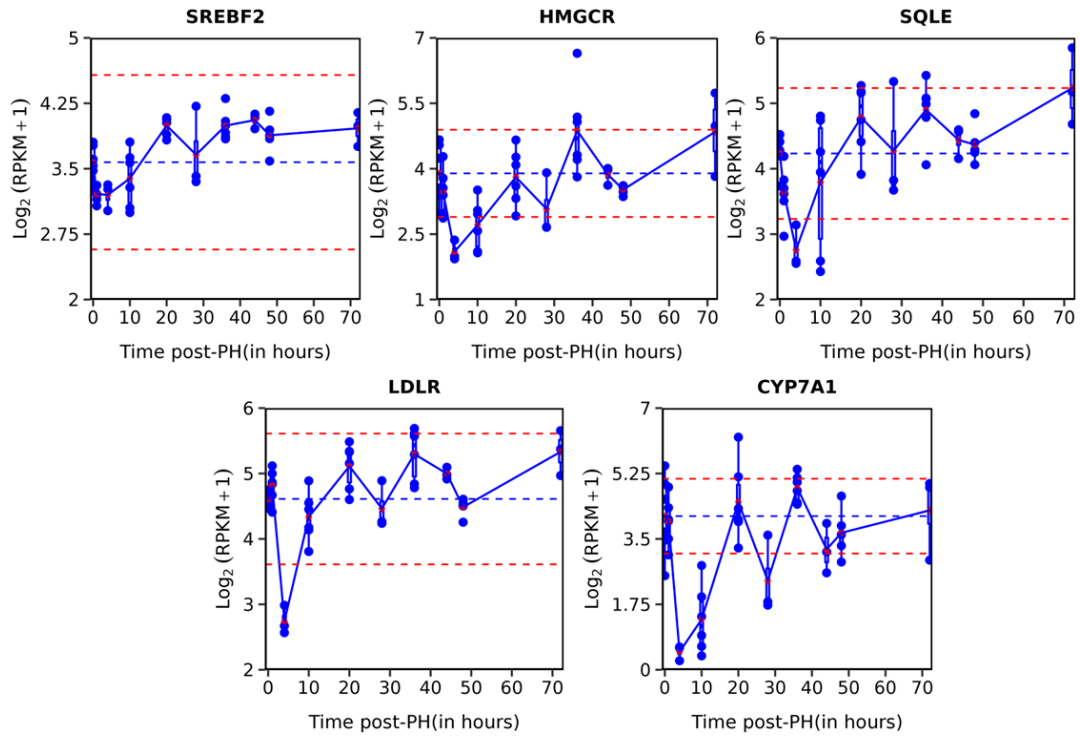 SREBF2
HMGCR
SQLE
Log2 (RPKM+1)
5
4.25
3.5
2.75
2
0 10 20 30 40 50 60 70
Time post-PH(in hours)
Log2 (RPKM+1)
7
5.5
4
2.5
1
0 10 20 30 40 50 60 70
Time post-PH(in hours)
Log2 (RPKM+1)
6
5
4
3
2
0 10 20 30 40 50 60 70
Time post-PH(in hours)
LDLR
CYP7A1
Log2 (RPKM+1)
6
5
4
3
2
0 10 20 30 40 50 60 70
Time post-PH(in hours)
Log2 (RPKM+1)
7
5.25
3.5
1.75
0
0 10 20 30 40 50 60 70
Time post-PH(in hours)